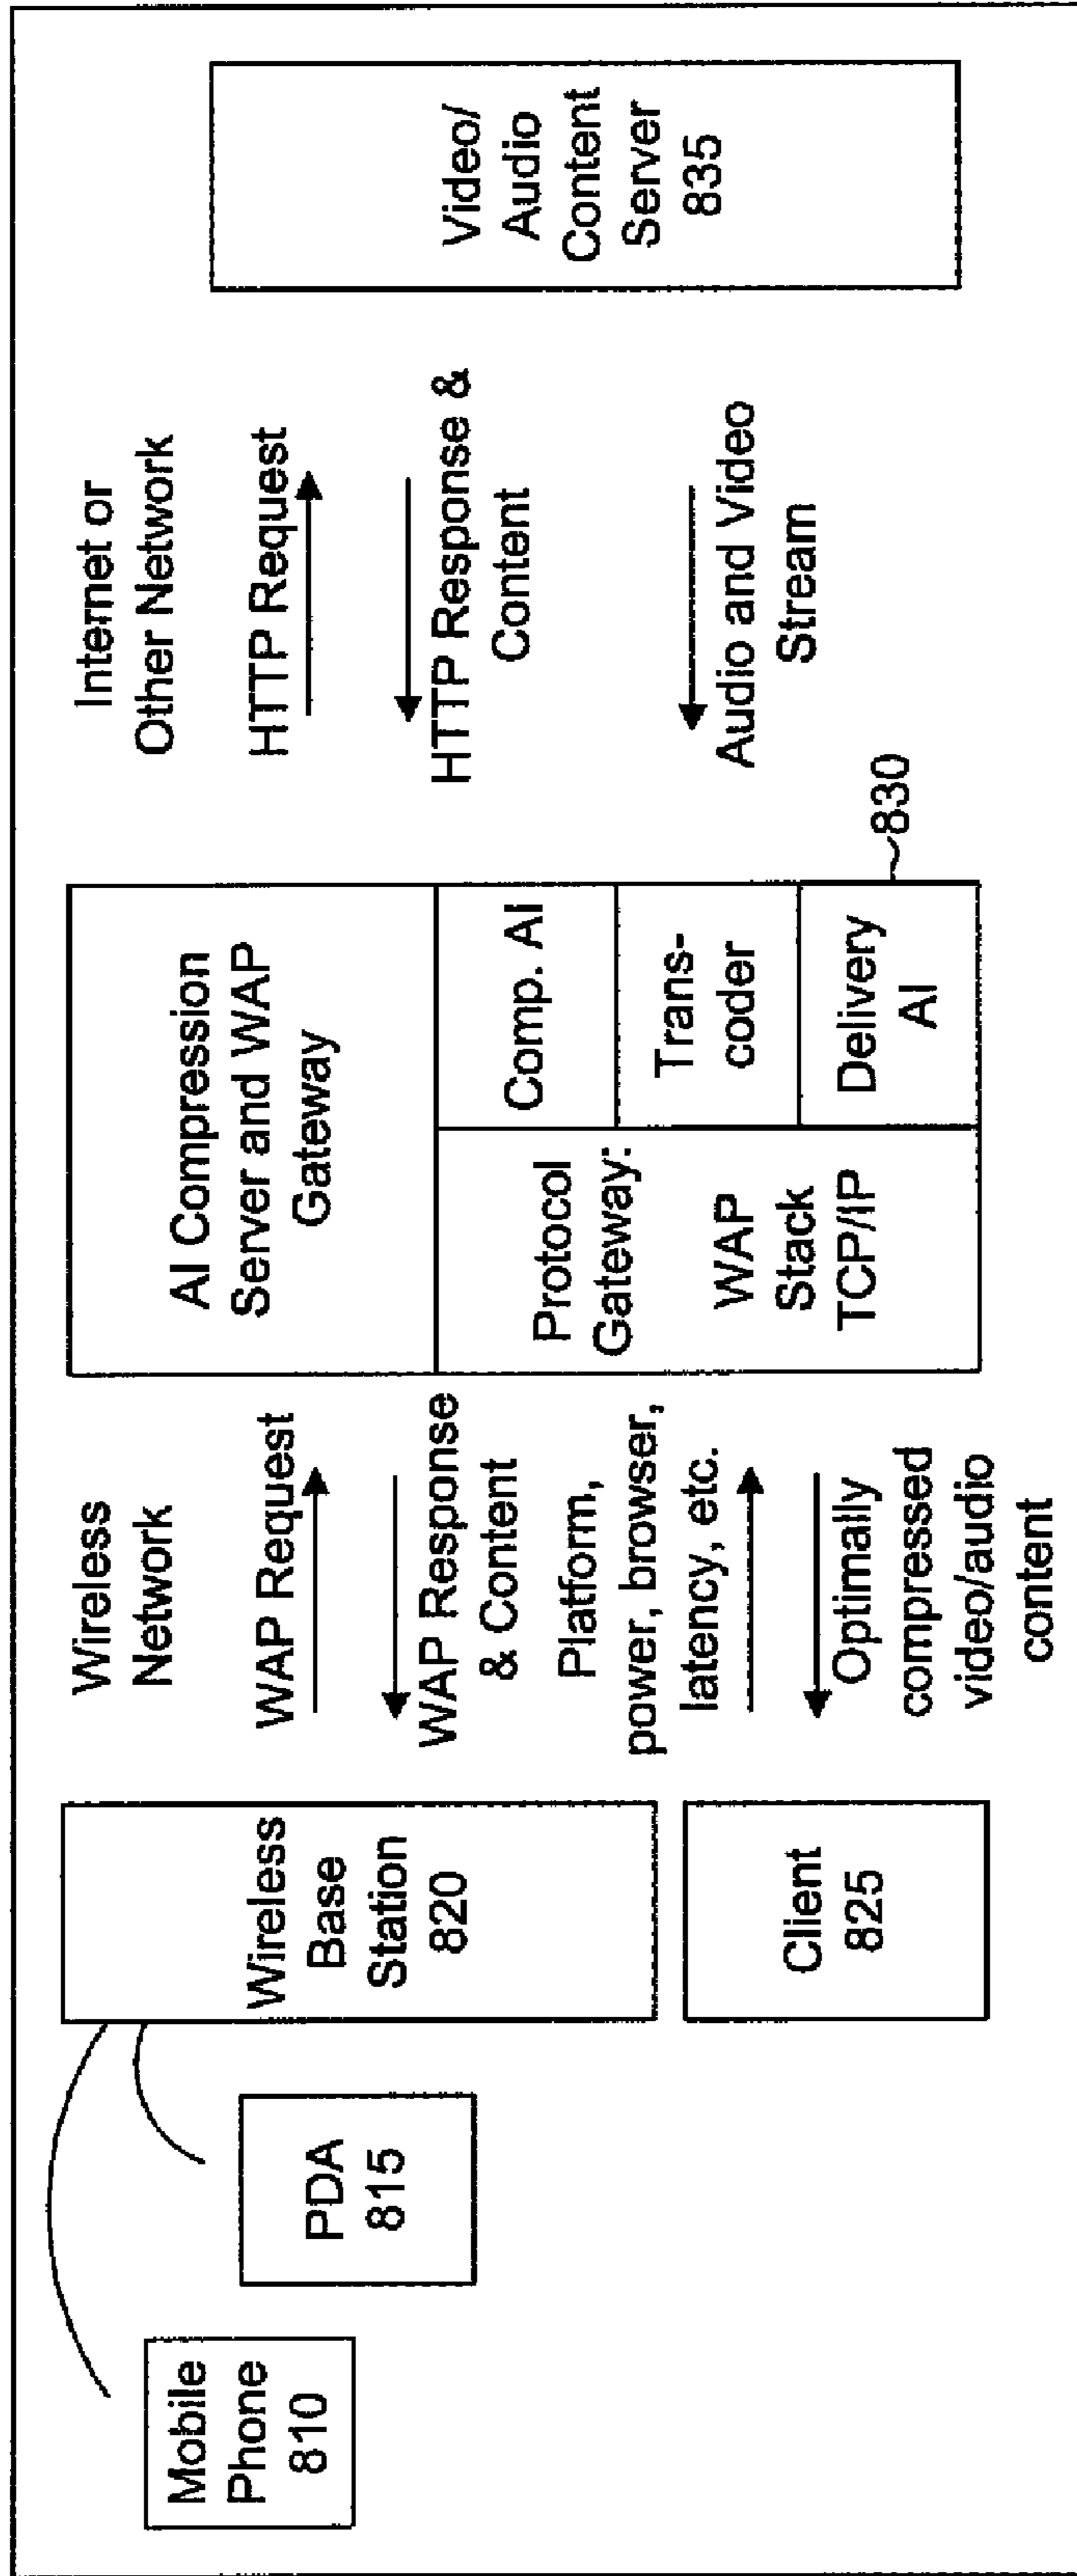 Mobile
Phone
810
PDA
815
Wireless
Base
Station
820
Client
825
Wireless
Network
WAP Request
WAP Response
& Content
Platform,
power, browser,
latency, etc.
Optimally
compressed
video/audio
content
AI Compression
Server and WAP
Gateway
Protocol
Gateway:
WAP
Stack
TCP/IP
Comp. AI
Trans-
coder
Delivery
AI
830
Internet or
Other Network
HTTP Request
HTTP Response &
Content
Audio and Video
Stream
Video/
Audio
Content
Server
835